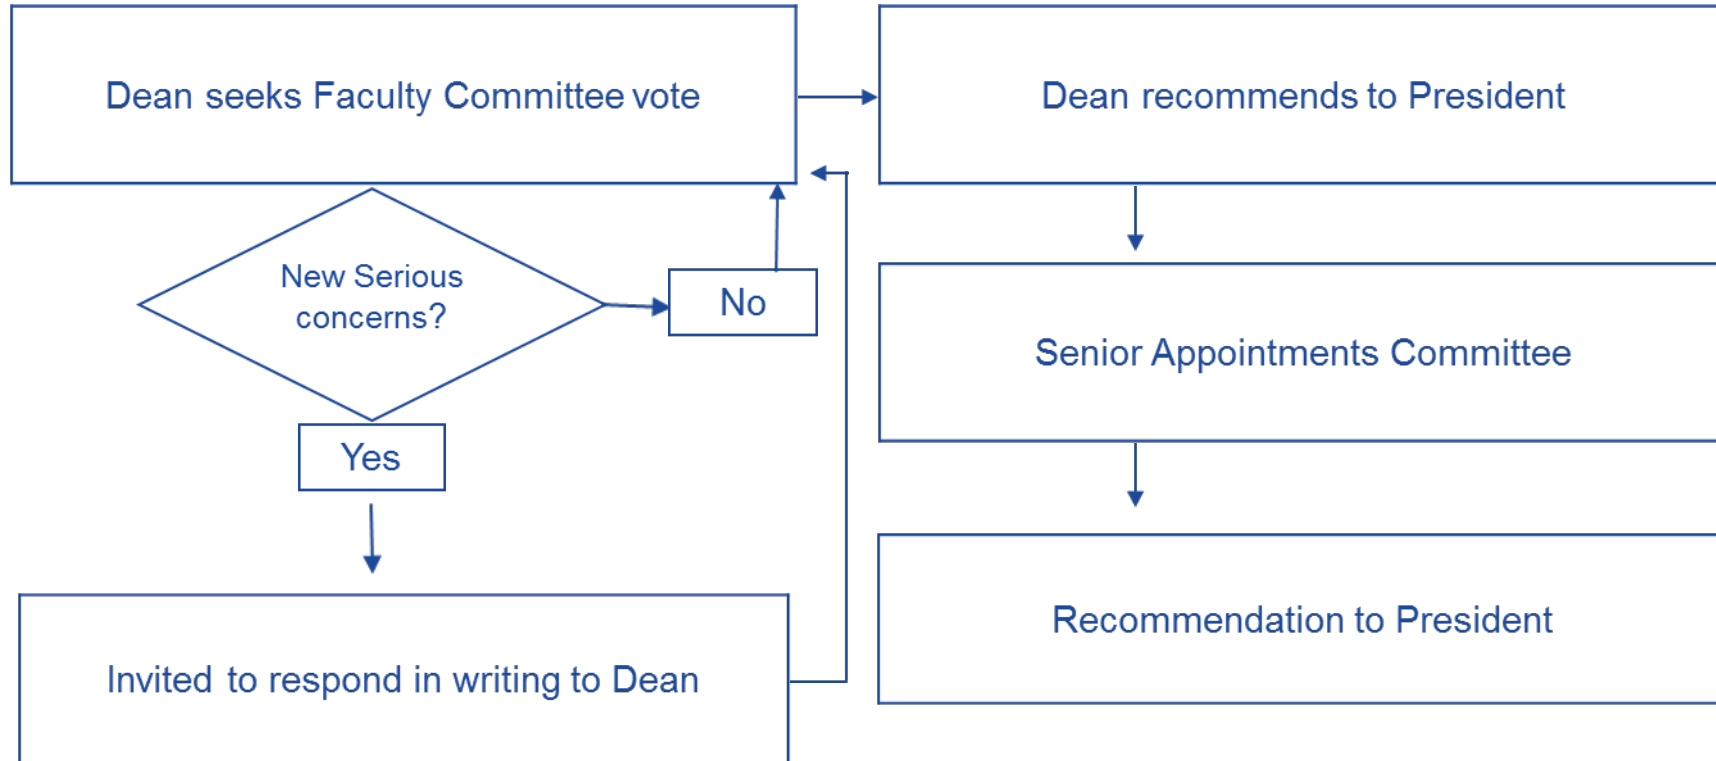 Dean seeks Faculty Committee vote
Dean recommends to President
New Serious
concerns?
No
Senior Appointments Committee
Yes
Recommendation to President
Invited to respond in writing to Dean